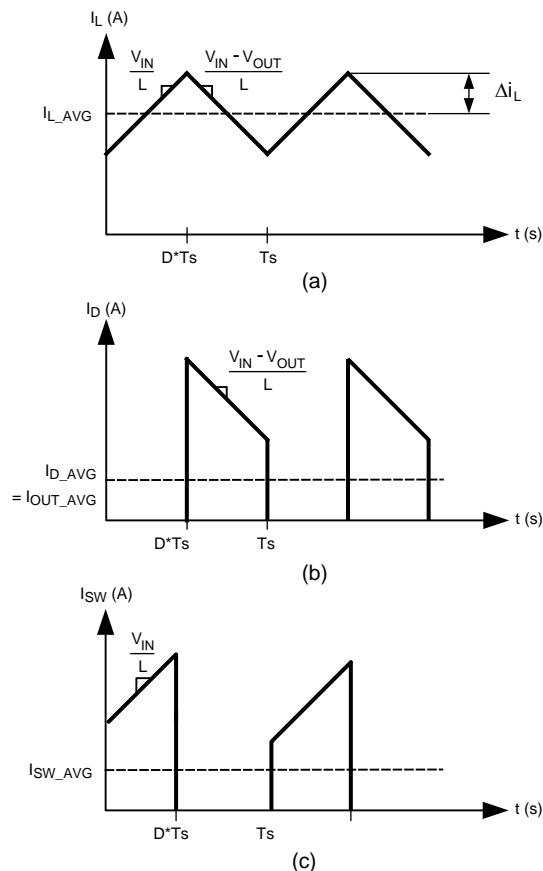 I_L (A)
V_IN / L
V_IN - V_OUT / L
Δi_L
I_L_AVG
t (s)
D*Ts
Ts
(a)
I_D (A)
V_IN - V_OUT / L
I_D_AVG
= I_OUT_AVG
t (s)
D*Ts
Ts
(b)
I_SW (A)
V_IN / L
I_SW_AVG
t (s)
D*Ts
Ts
(c)